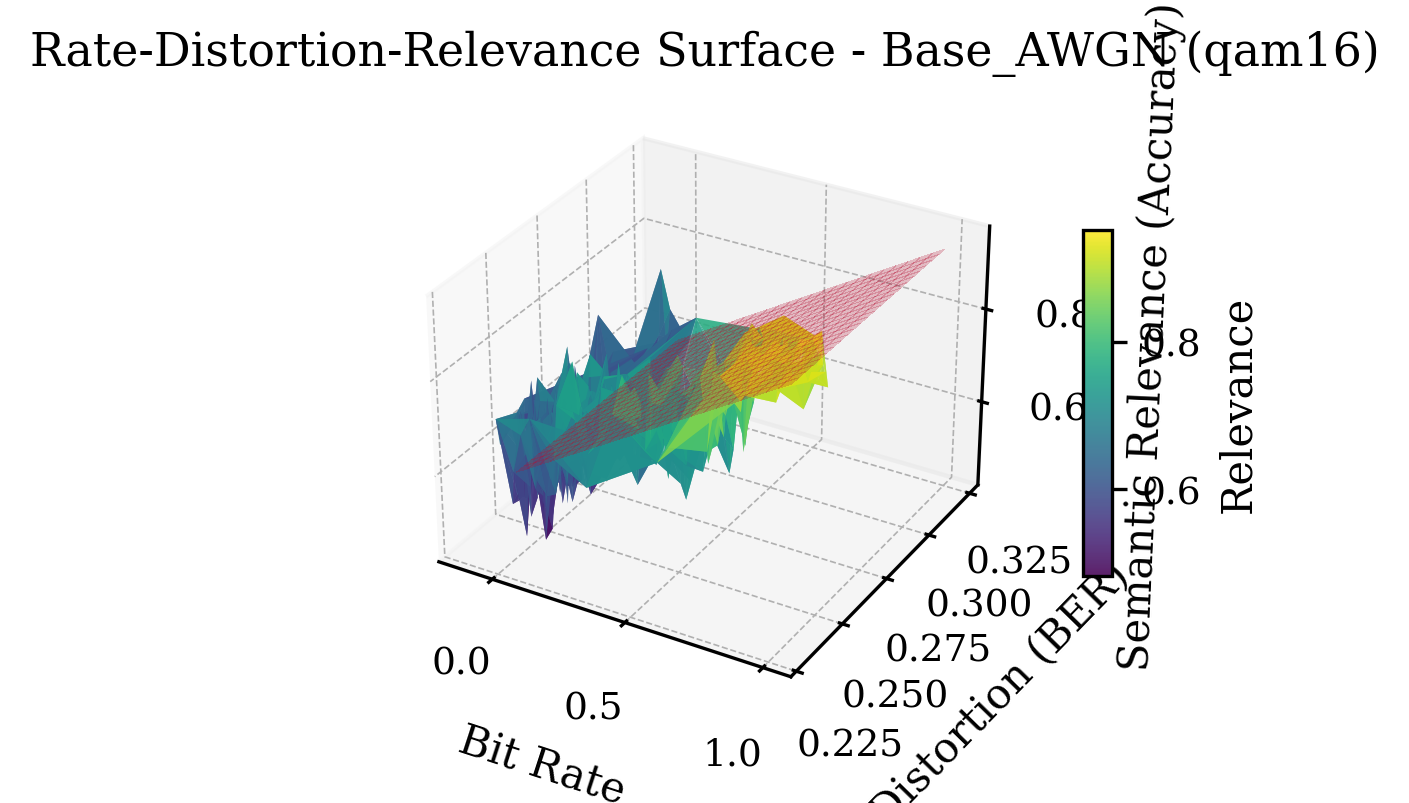 Rate-Distortion-Relevance Surface - Base_AWGN (qam16)
0.8
0.6
Semantic Relevance (Accuracy)
0.8
0.6
Relevance
0.325
0.300
0.275
0.250
0.225
Distortion (BER)
0.0
0.5
1.0
Bit Rate